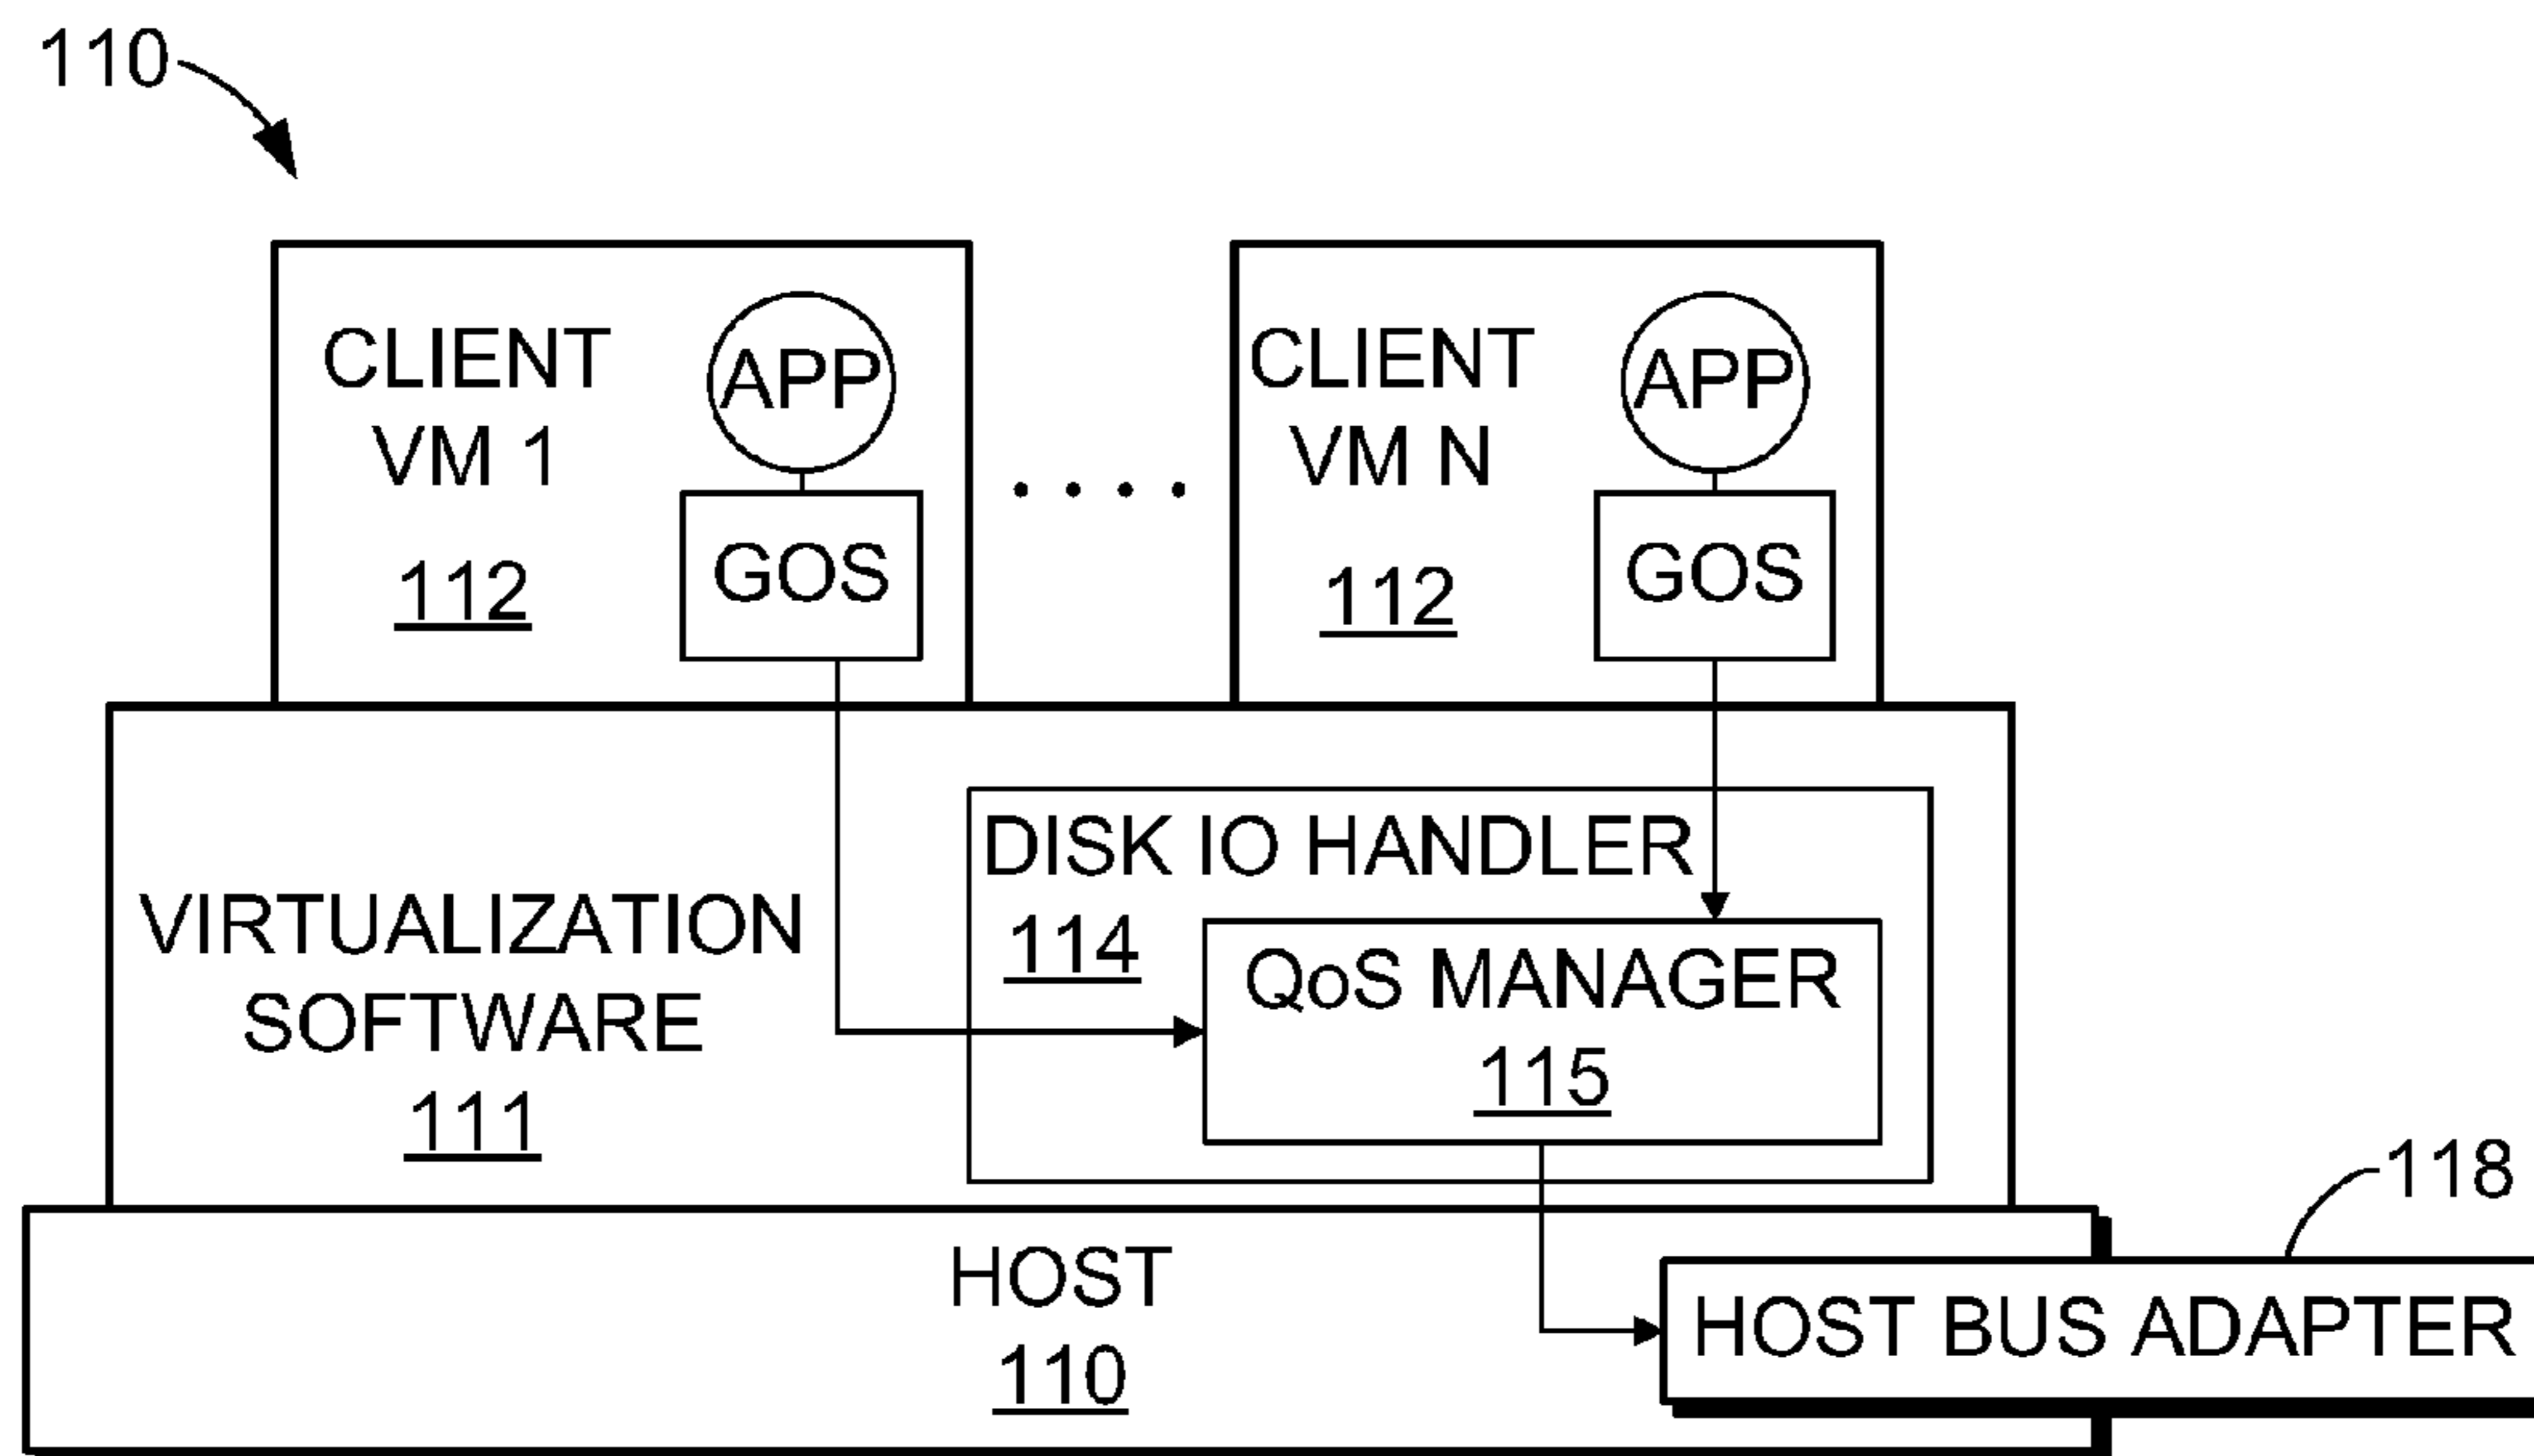 110
CLIENT
VM 1
112
APP
GOS
CLIENT
VM N
112
APP
GOS
VIRTUALIZATION
SOFTWARE
111
DISK IO HANDLER
114
QoS MANAGER
115
118
HOST
110
HOST BUS ADAPTER